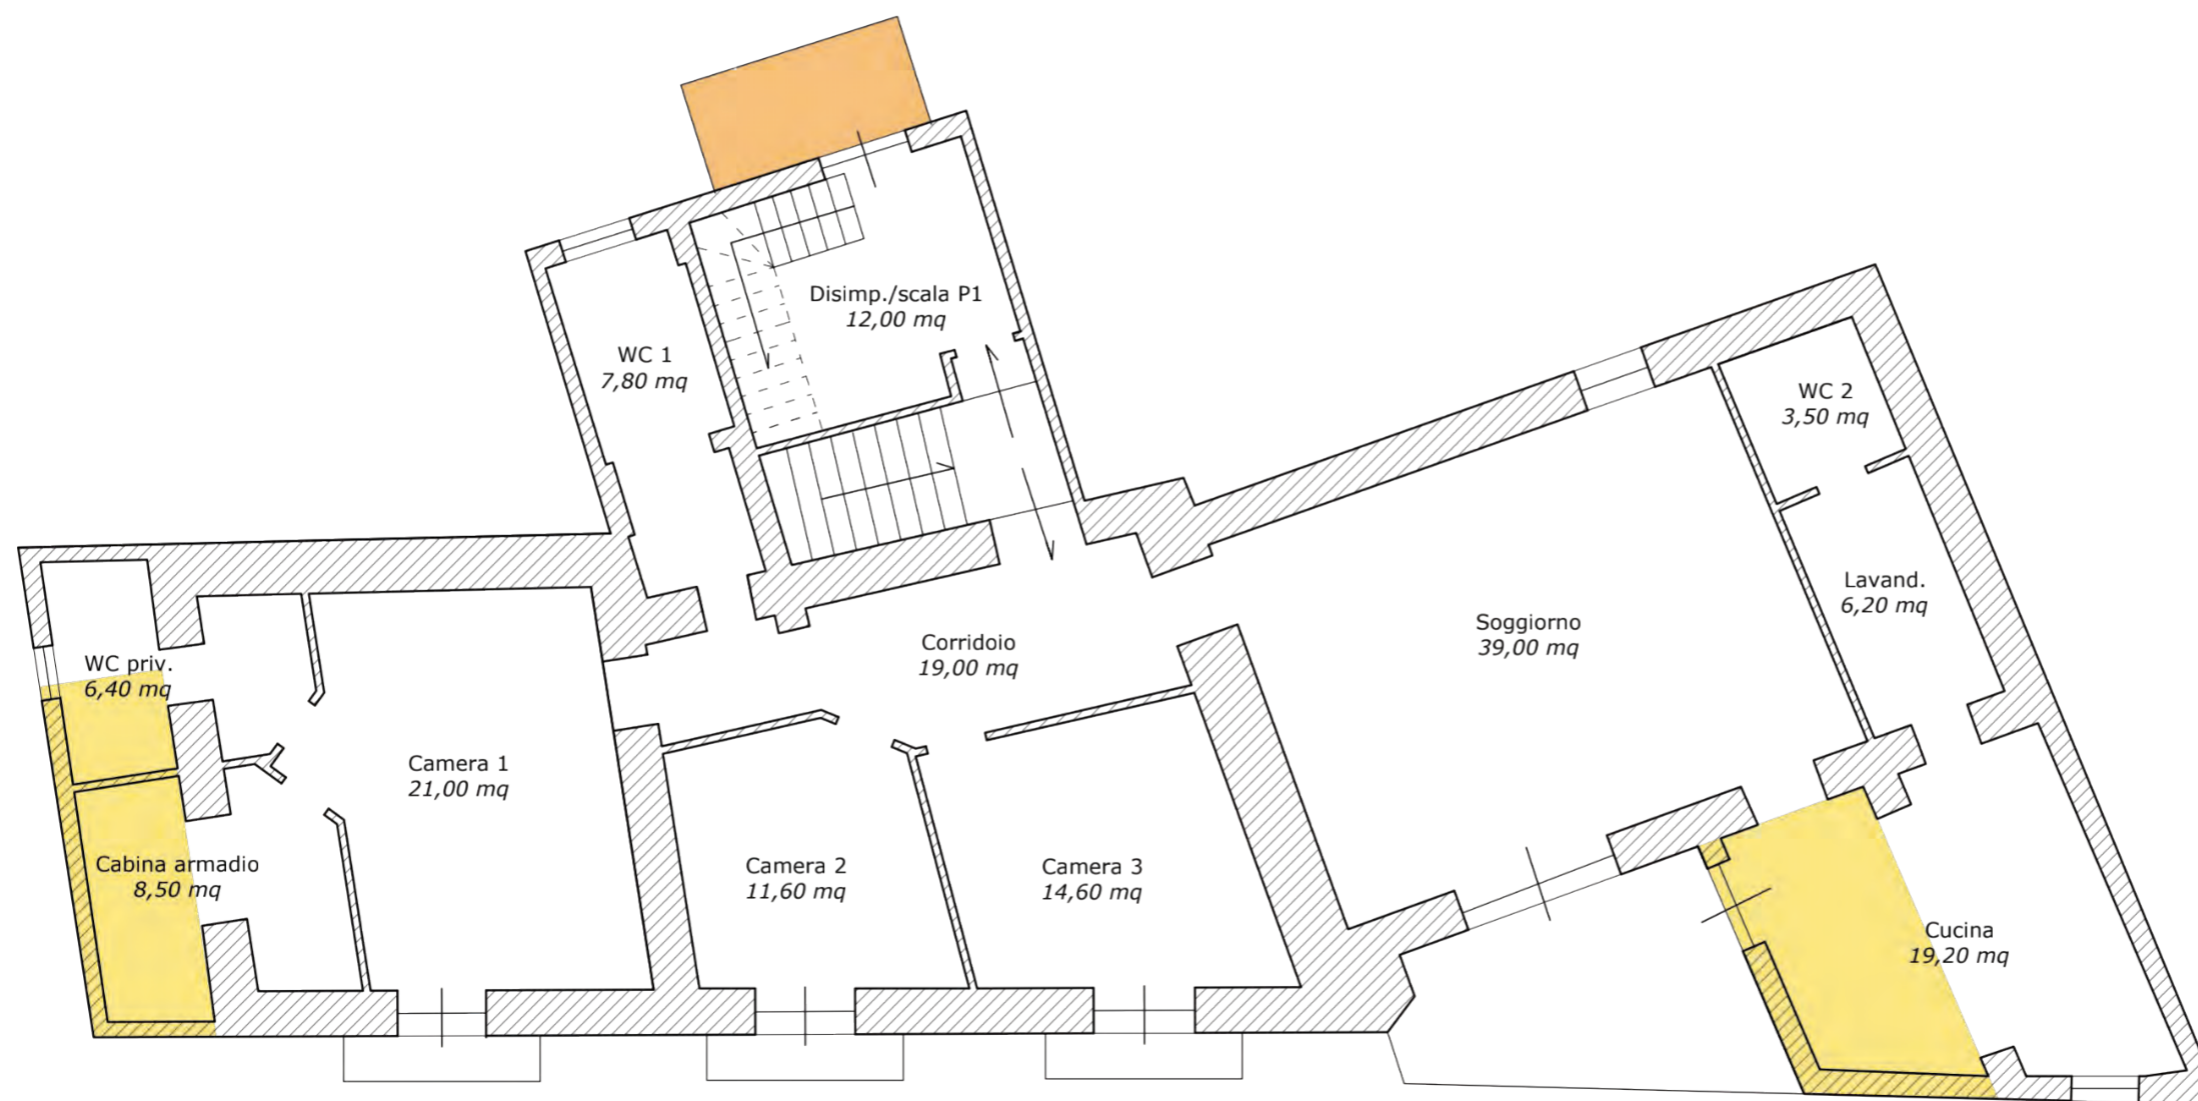 Disimp./scala P1
12,00 mq
WC 1
7,80 mq
WC 2
3,50 mq
Lavand.
6,20 mq
Soggiorno
39,00 mq
Corridoio
19,00 mq
WC priv.
6,40 mq
Camera 1
21,00 mq
Cabina armadio
8,50 mq
Camera 2
11,60 mq
Camera 3
14,60 mq
Cucina
19,20 mq